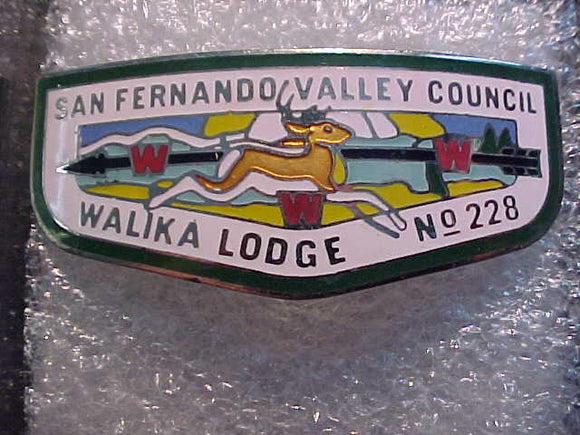 SAN FERNANDO VALLEY COUNCIL
W W
W
WALIKA LODGE No 228